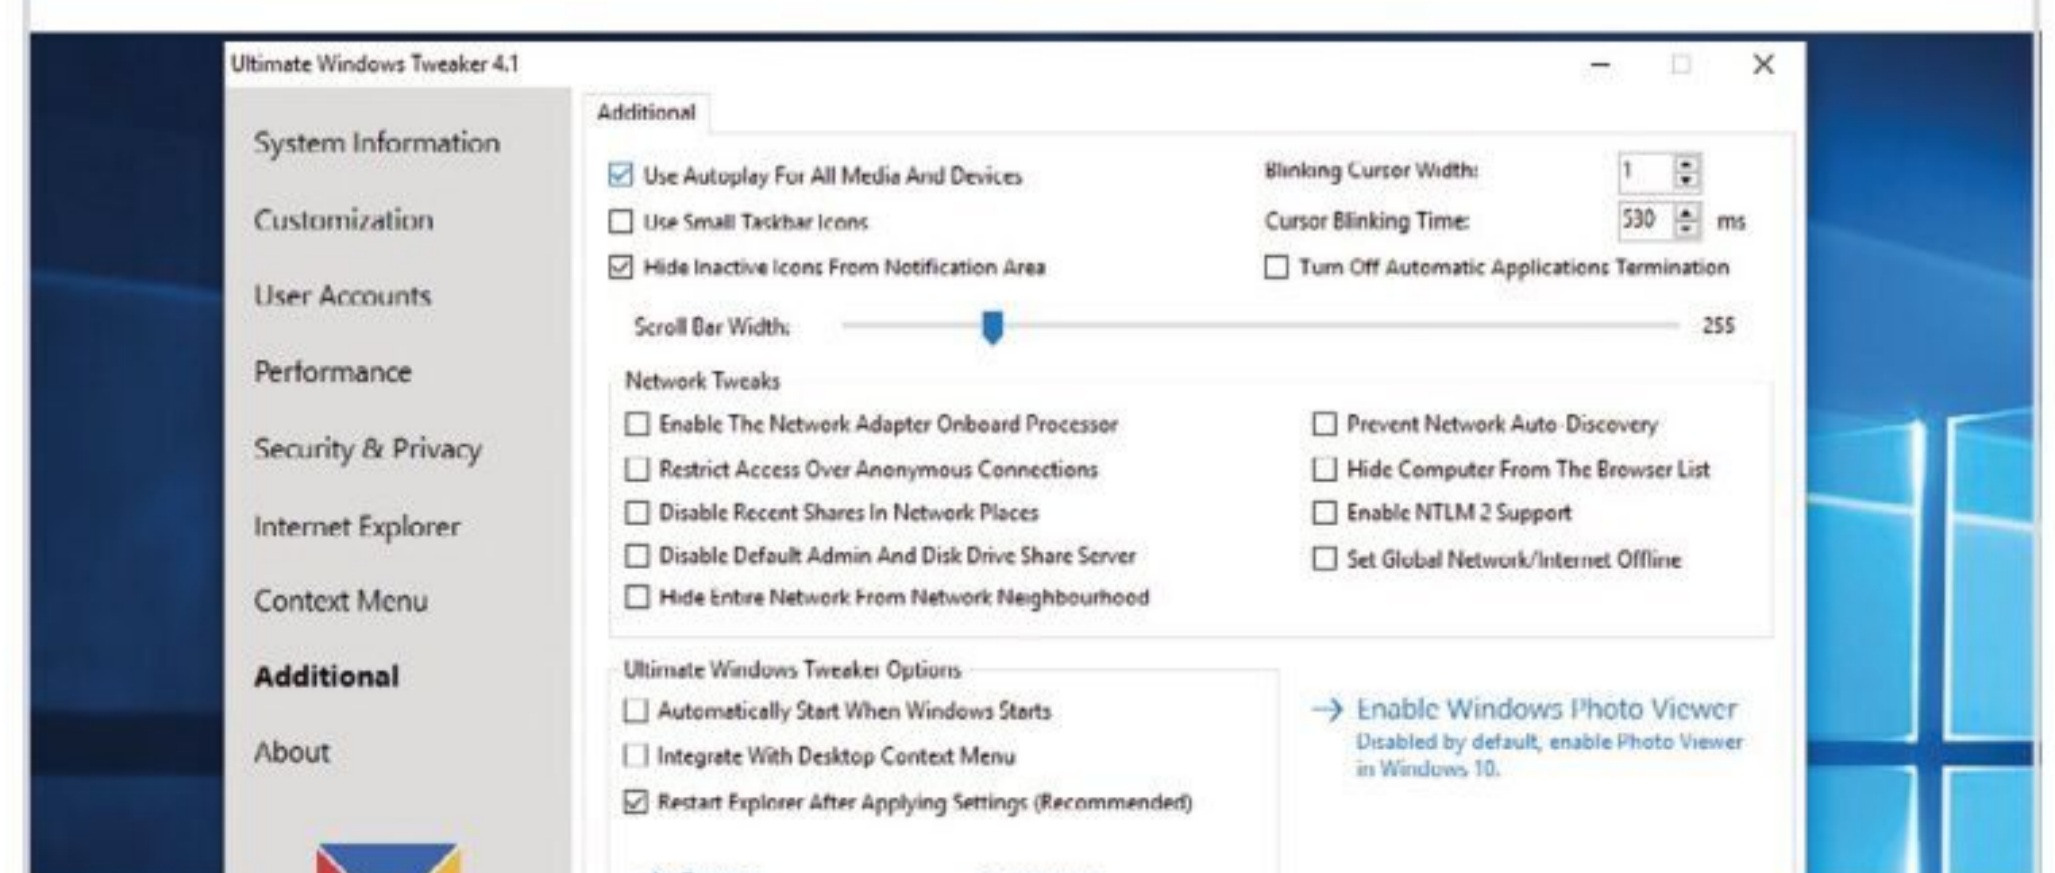 Ultimate Windows Tweaker 4.1
System Information
Customization
User Accounts
Performance
Security & Privacy
Internet Explorer
Context Menu
Additional
About
Additional
Use Autoplay For All Media And Devices
Use Small Taskbar Icons
Hide Inactive Icons From Notification Area
Blinking Cursor Width: 1
Cursor Blinking Time: 530 ms
Turn Off Automatic Applications Termination
Scroll Bar Width: 255
Network Tweaks
Enable The Network Adapter Onboard Processor
Restrict Access Over Anonymous Connections
Disable Recent Shares In Network Places
Disable Default Admin And Disk Drive Share Server
Hide Entire Network From Network Neighbourhood
Prevent Network Auto-Discovery
Hide Computer From The Browser List
Enable NTLM 2 Support
Set Global Network/Internet Offline
Ultimate Windows Tweaker Options
Automatically Start When Windows Starts
Integrate With Desktop Context Menu
Restart Explorer After Applying Settings (Recommended)
Enable Windows Photo Viewer
Disabled by default, enable Photo Viewer
in Windows 10.